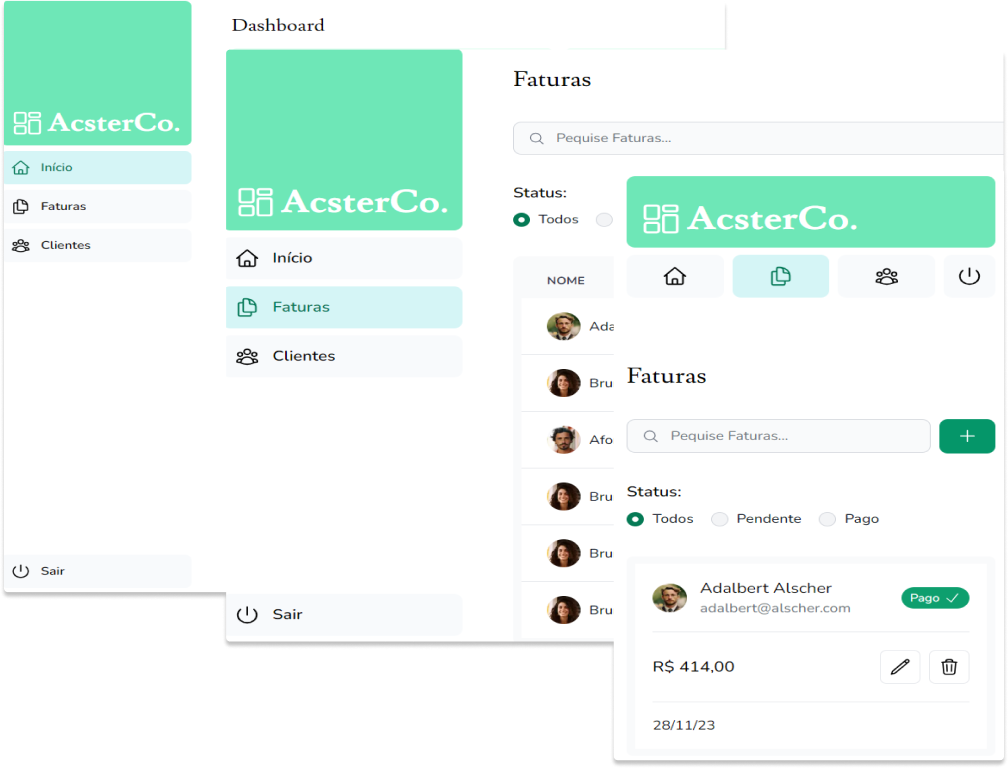 AcsterCo.
Início
Faturas
Clientes
Sair
Dashboard
AcsterCo.
Início
Faturas
Clientes
Sair
Faturas
Pequise Faturas...
Status:
Todos
NOME
Ada
Bru
Afo
Bru
Bru
Bru
AcsterCo.
Faturas
Pequise Faturas...
Status:
Todos Pendente Pago
Adalbert Alscher
adalbert@alscher.com
Pago
R$ 414,00
28/11/23